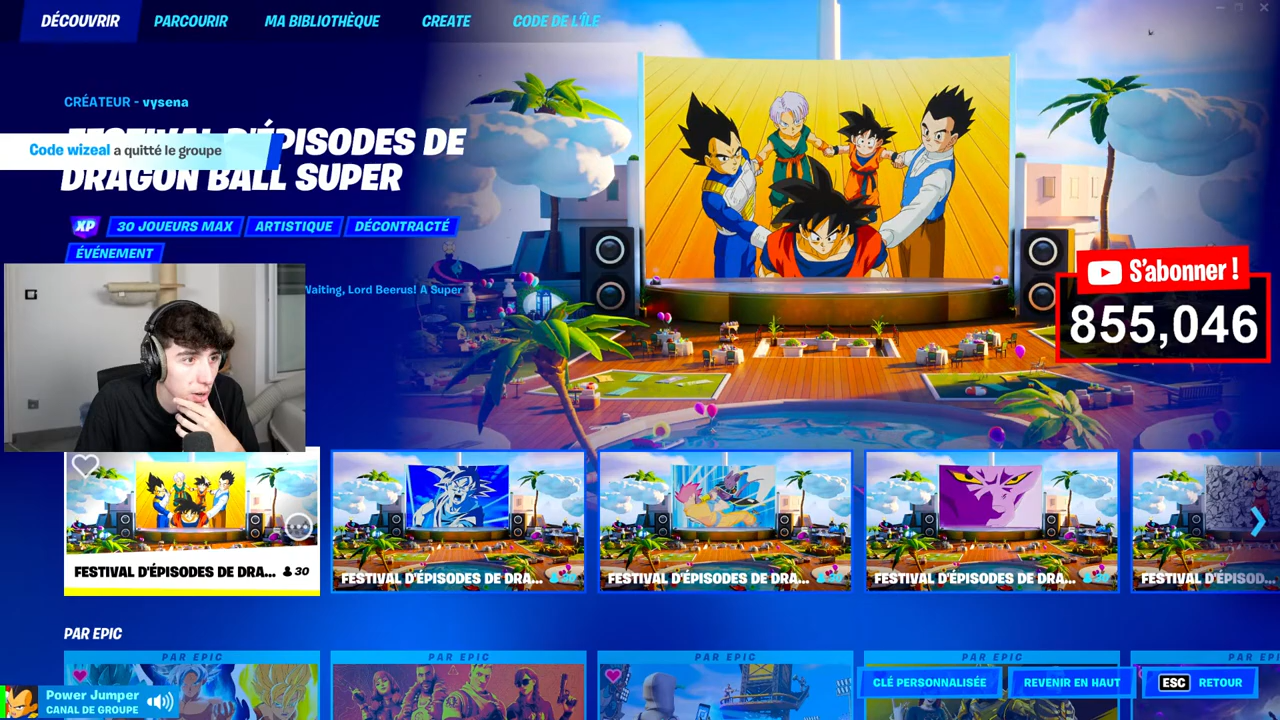 DÉCOUVRIR
PARCOURIR
MA BIBLIOTHÈQUE
CREATE
CODE DE L'ÎLE
CRÉATEUR - vysena
Code wizeal a quitté le groupe
D'ÉPISODES DE
DRAGON BALL SUPER
XP
30 JOUEURS MAX
ARTISTIQUE
DÉCONTRACTÉ
ÉVÉNEMENT
Waiting, Lord Beerus! A Super
S'abonner !
855,046
FESTIVAL D'ÉPISODES DE DRA...
30
FESTIVAL D'ÉPISODES DE DRA...
30
FESTIVAL D'ÉPISODES DE DRA...
30
FESTIVAL D'ÉPISODES DE DRA...
30
FESTIVAL D'ÉPISOD...
PAR EPIC
PAR EPIC
PAR EPIC
PAR EPIC
PAR EPIC
PAR EPI
Power Jumper
CANAL DE GROUPE
CLÉ PERSONNALISÉE
REVENIR EN HAUT
ESC
RETOUR